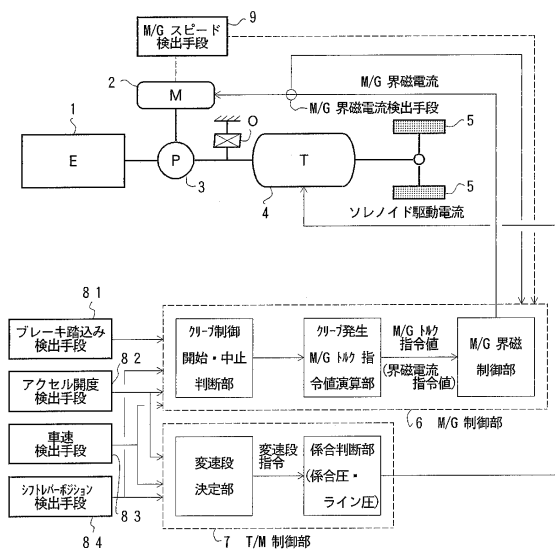 M/G スピード
検出手段
9
2
M
M/G 界磁電流
M/G 界磁電流検出手段
1
E
P
3
O
T
4
5
5
ソレノイド駆動電流
81
ブレーキ踏込み
検出手段
82
アクセル開度
検出手段
車速
検出手段
83
シフトレバーポジション
検出手段
84
クリープ制御
開始・中止
判断部
クリープ発生
M/G トルク 指
令値演算部
M/G トルク
指令値
(界磁電流
指令値)
M/G 界磁
制御部
6 M/G 制御部
変速段
決定部
変速段
指令
係合判断部
(係合圧・
ライン圧)
7 T/M 制御部